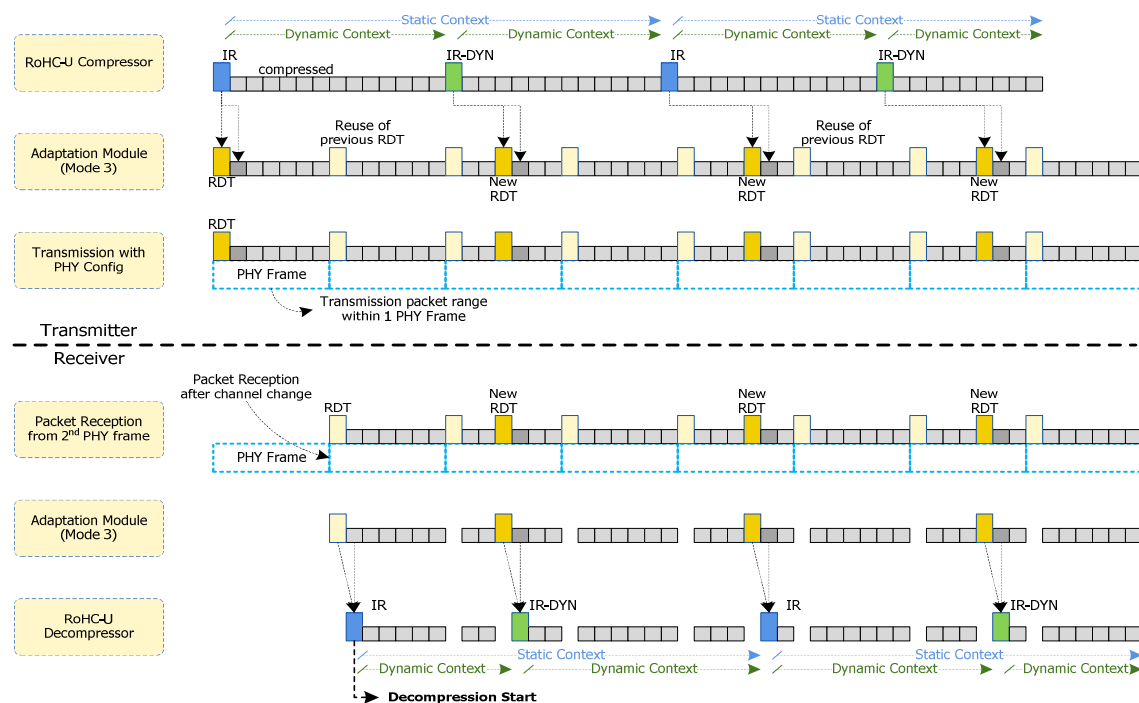 Static Context
Static Context
Dynamic Context
Dynamic Context
Dynamic Context
Dynamic Context
IR
IR-DYN
IR
IR-DYN
RoHC-U Compressor
compressed
Reuse of
previous RDT
Reuse of
previous RDT
Adaptation Module
(Mode 3)
RDT
New
RDT
New
RDT
New
RDT
RDT
Transmission with
PHY Config
PHY Frame
Transmission packet range
within 1 PHY Frame
Transmitter
Receiver
Packet Reception
after channel change
RDT
New
RDT
New
RDT
New
RDT
Packet Reception
from 2nd PHY frame
PHY Frame
Adaptation Module
(Mode 3)
IR
IR-DYN
IR
IR-DYN
RoHC-U
Decompressor
Static Context
Static Context
Dynamic Context
Dynamic Context
Dynamic Context
Dynamic Context
Decompression Start